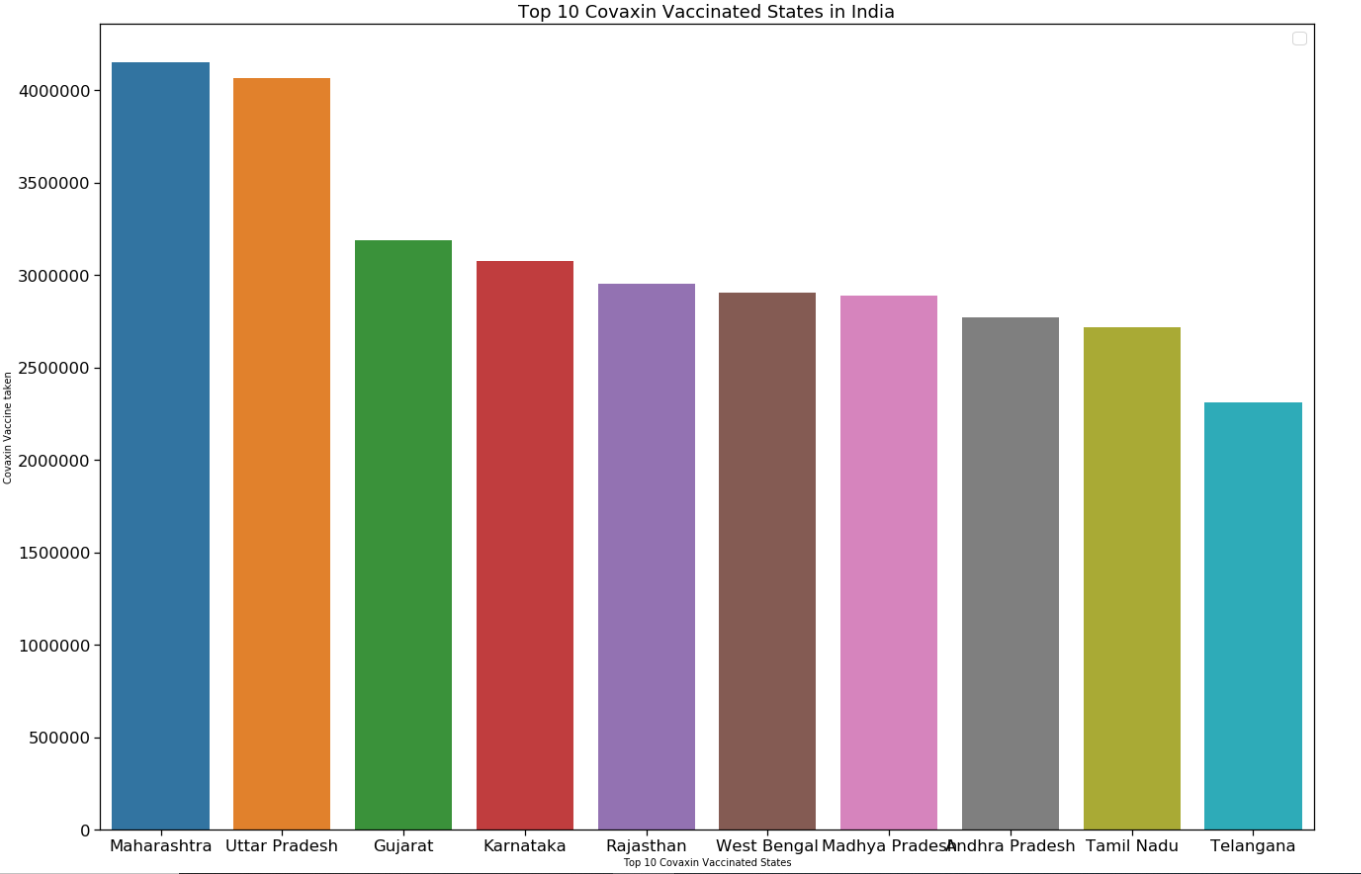 Top 10 Covaxin Vaccinated States in India
4000000
3500000
3000000
2500000
2000000
1500000
1000000
500000
0
Covaxin Vaccine taken
Maharashtra Uttar Pradesh Gujarat Karnataka Rajasthan West Bengal Madhya Pradesh Andhra Pradesh Tamil Nadu Telangana
Top 10 Covaxin Vaccinated States